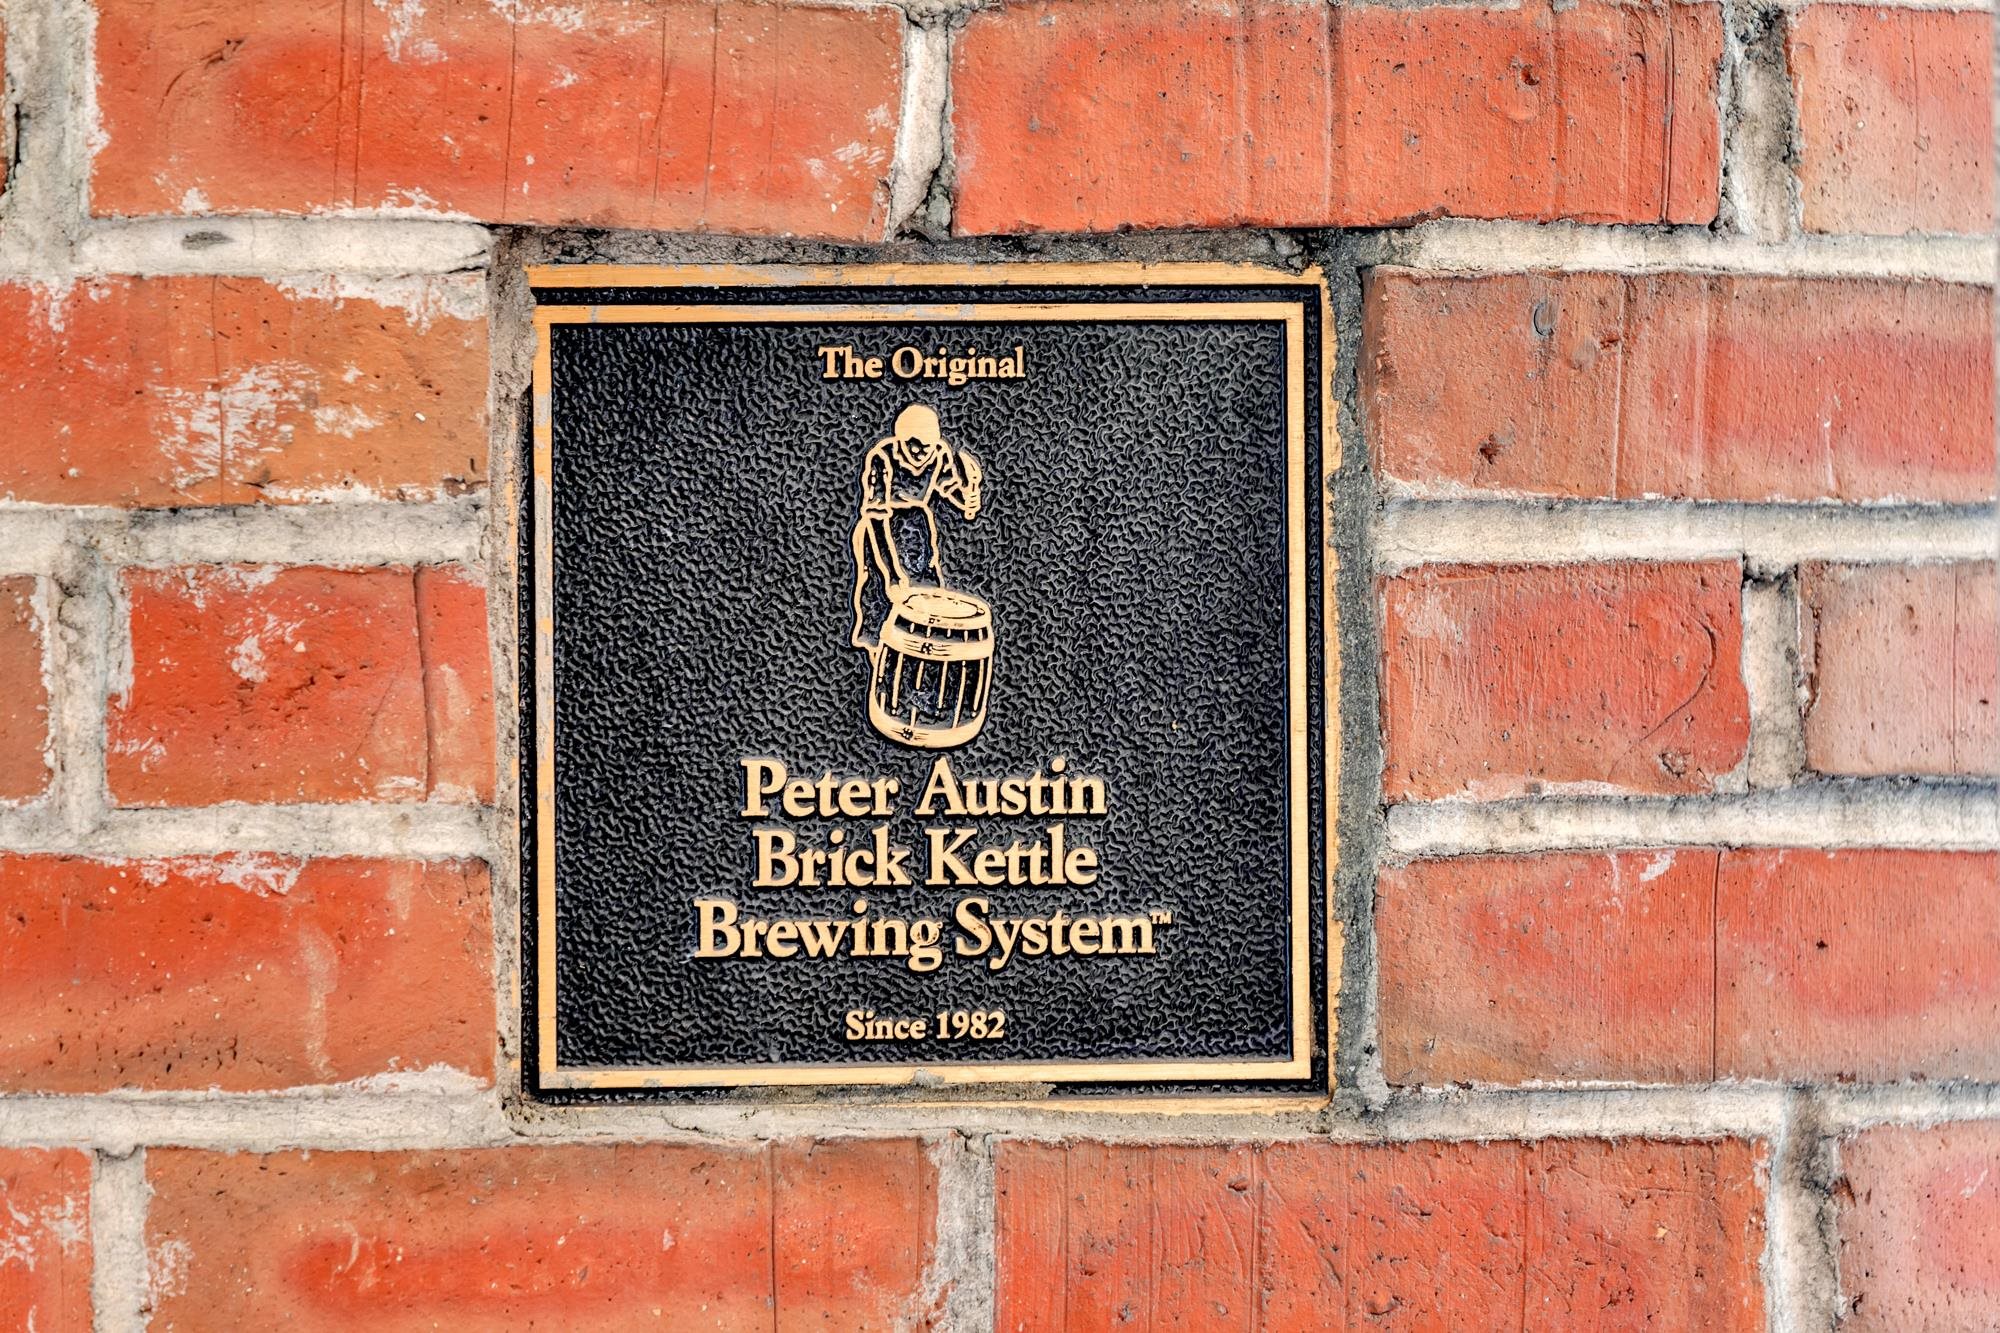 The Original
Peter Austin
Brick Kettle
Brewing System™
Since 1982